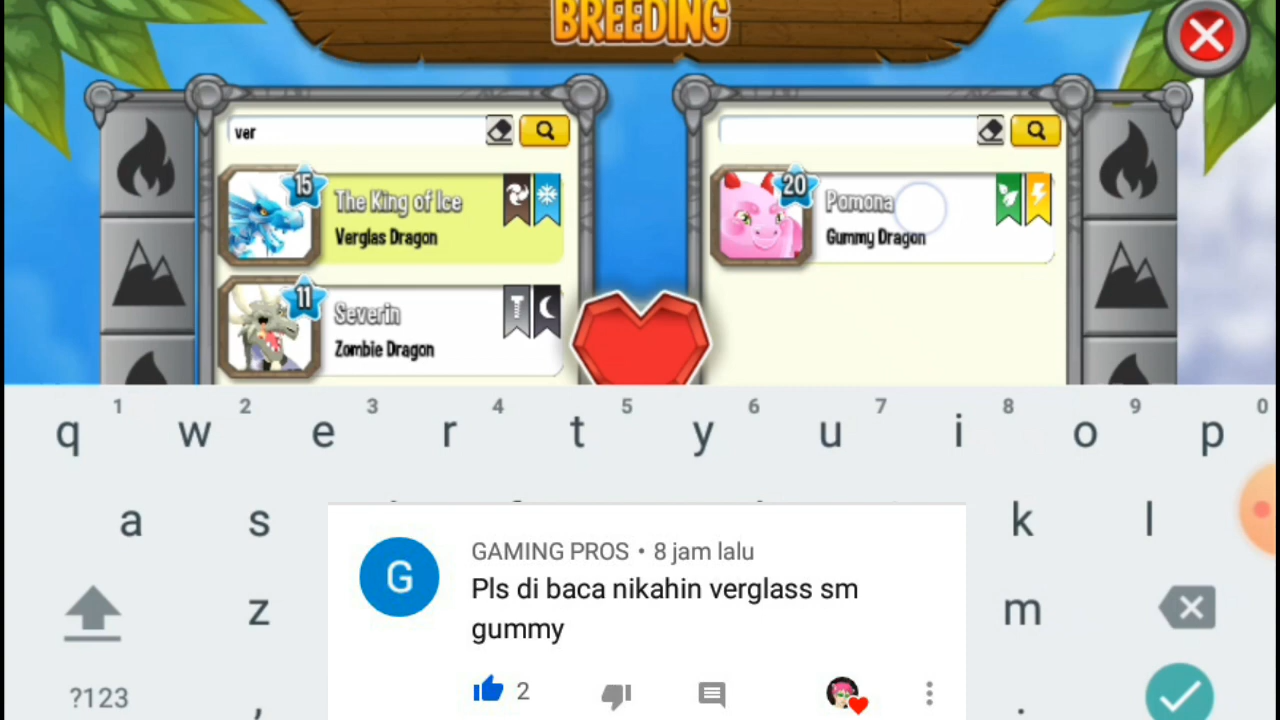 BREEDING
ver
15
The King of Ice
Verglas Dragon
11
Severin
Zombie Dragon
20
Pomona
Gummy Dragon
1 2 3 4 5 6 7 8 9 0
q w e r t y u i o p
a s k l
z m
?123 , .
G
GAMING PROS • 8 jam lalu
Pls di baca nikahin verglass sm
gummy
2